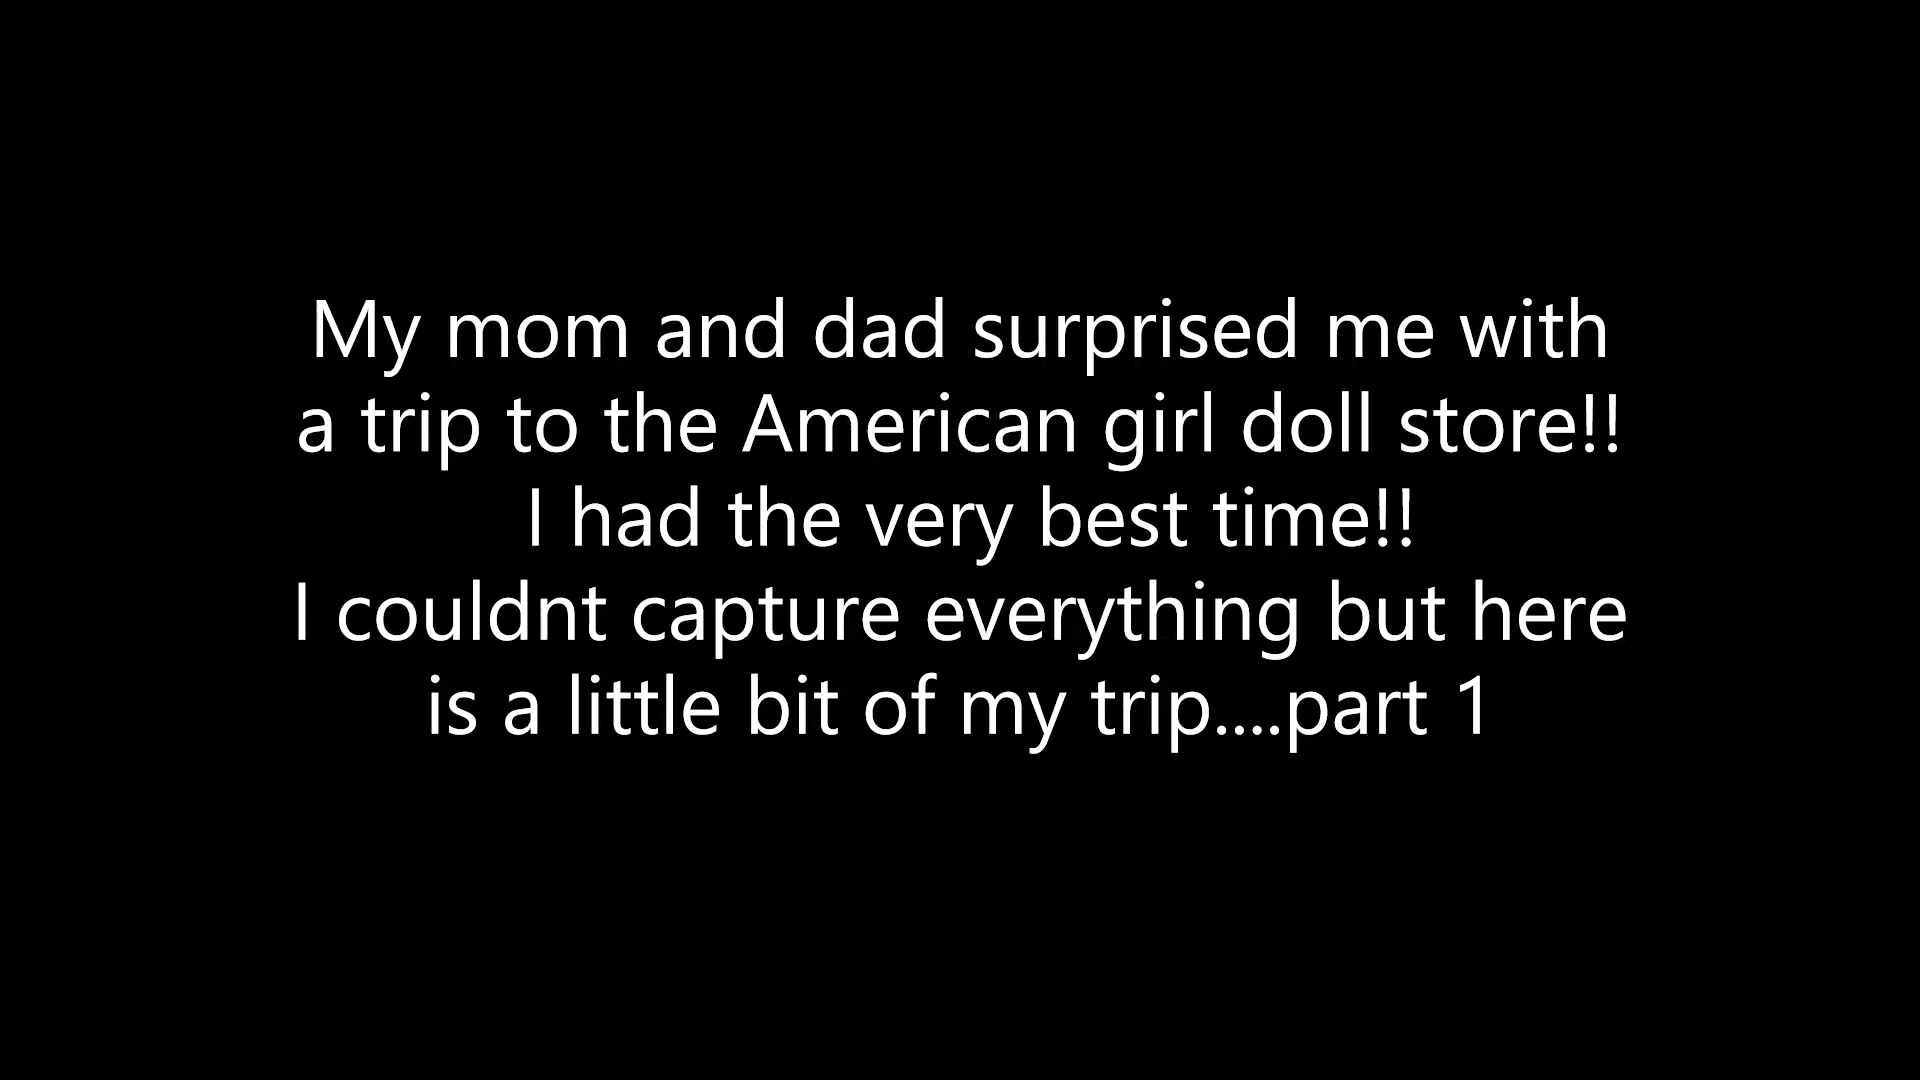 My mom and dad surprised me with
a trip to the American girl doll store!!
I had the very best time!!
I couldnt capture everything but here
is a little bit of my trip....part 1